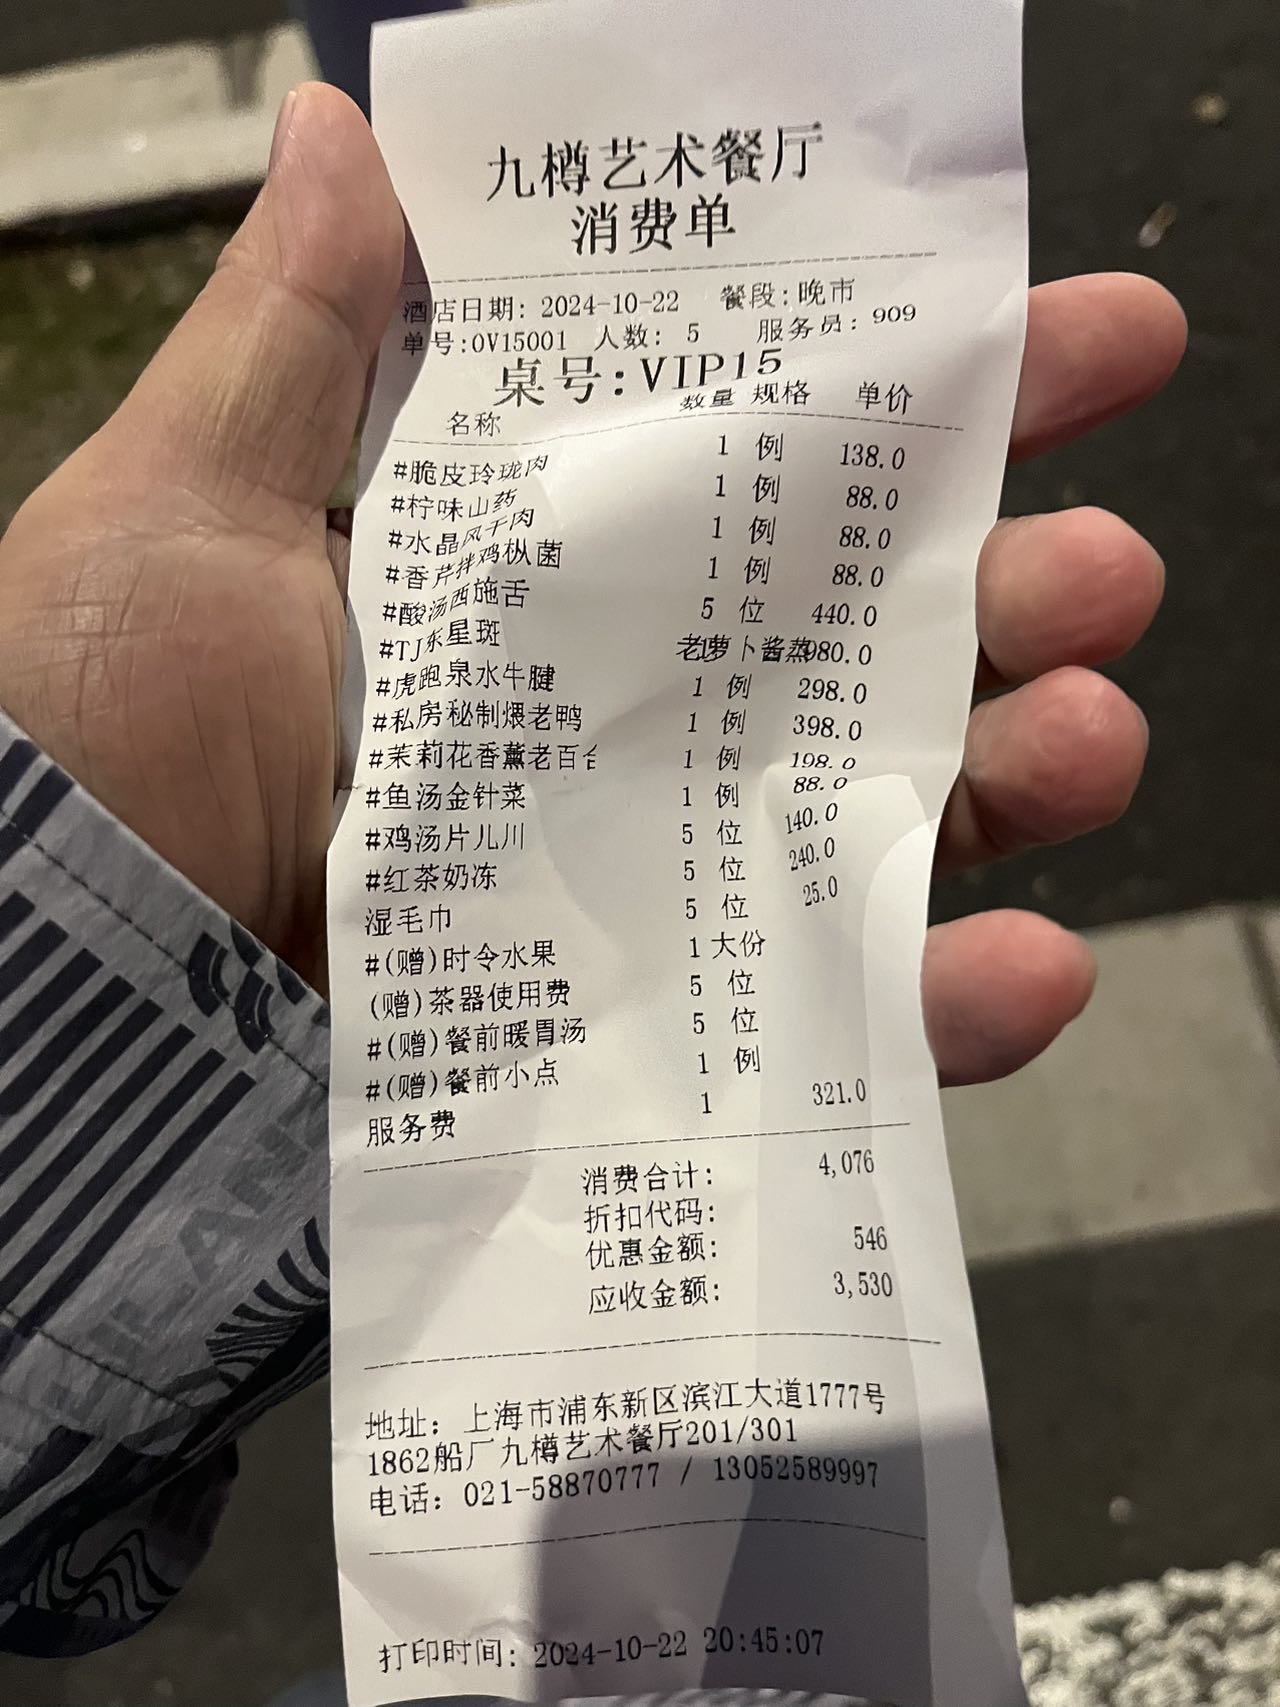 九樽艺术餐厅
消费单
酒店日期: 2024-10-22 餐段:晚市
单号:0V15001 人数: 5 服务员: 909
桌号:VIP15
名称 数量 规格 单价
#脆皮玲珑肉 1 例 138.0
#柠味山药 1 例 88.0
#水晶风干肉 1 例 88.0
#香芹拌鸡枞菌 1 例 88.0
#酸汤西施舌 5 位 440.0
#TJ东星斑 老萝卜酱蒸 980.0
#虎跑泉水牛腱 1 例 298.0
#私房秘制煨老鸭 1 例 398.0
#茉莉花香薰老百合 1 例 198.0
#鱼汤金针菜 1 例 88.0
#鸡汤片儿川 5 位 140.0
#红茶奶冻 5 位 240.0
湿毛巾 5 位 25.0
#(赠)时令水果 1 大份
(赠)茶器使用费 5 位
#(赠)餐前暖胃汤 5 位
#(赠)餐前小点 1 例
服务费 1 321.0
消费合计: 4,076
折扣代码:
优惠金额: 546
应收金额: 3,530
地址: 上海市浦东新区滨江大道1777号
1862船厂九樽艺术餐厅201/301
电话: 021-58870777 / 13052589997
打印时间: 2024-10-22 20:45:07